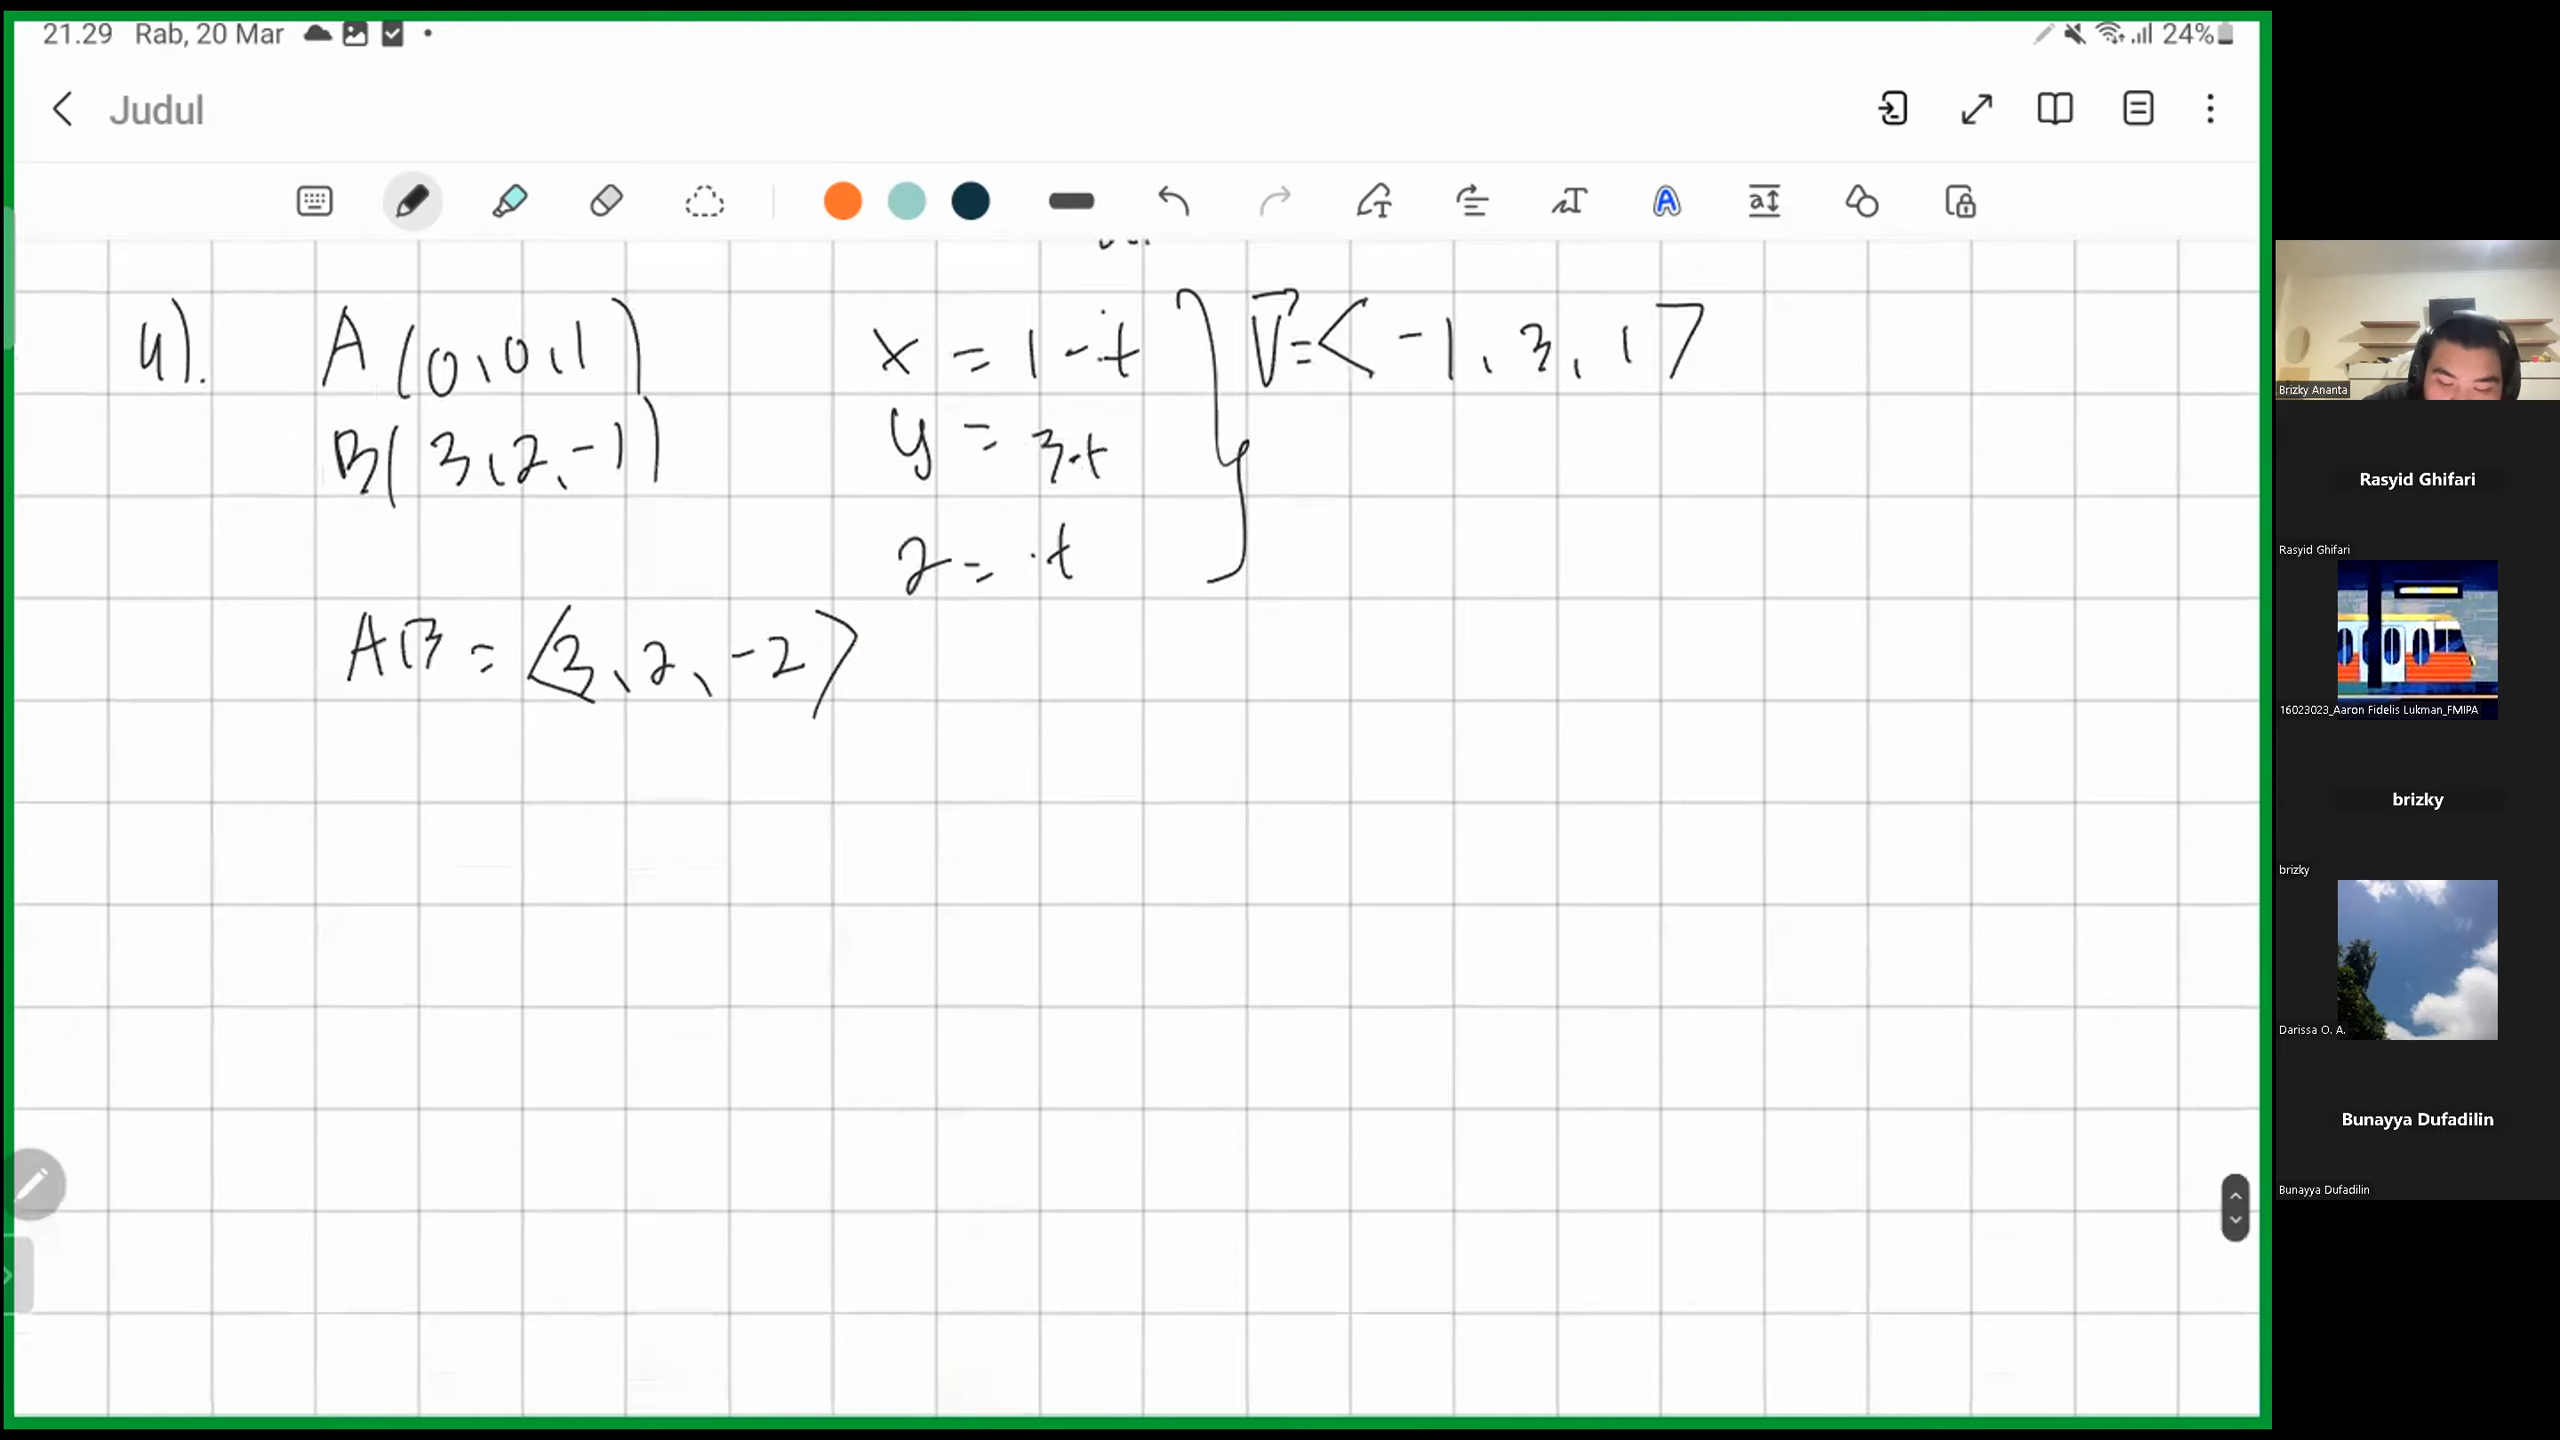 21.29 Rab, 20 Mar
24%
Judul
4). A(0,0,1) x = 1-t V = < -1, 3, 1 >
B(3,2,-1) y = 3t
z = t
AB = <3, 2, -2>
Brizky Ananta
Rasyid Ghifari
Rasyid Ghifari
16023023_Aaron Fidelis Lukman_FMIPA
brizky
brizky
Darissa O. A.
Bunayya Dufadilin
Bunayya Dufadilin